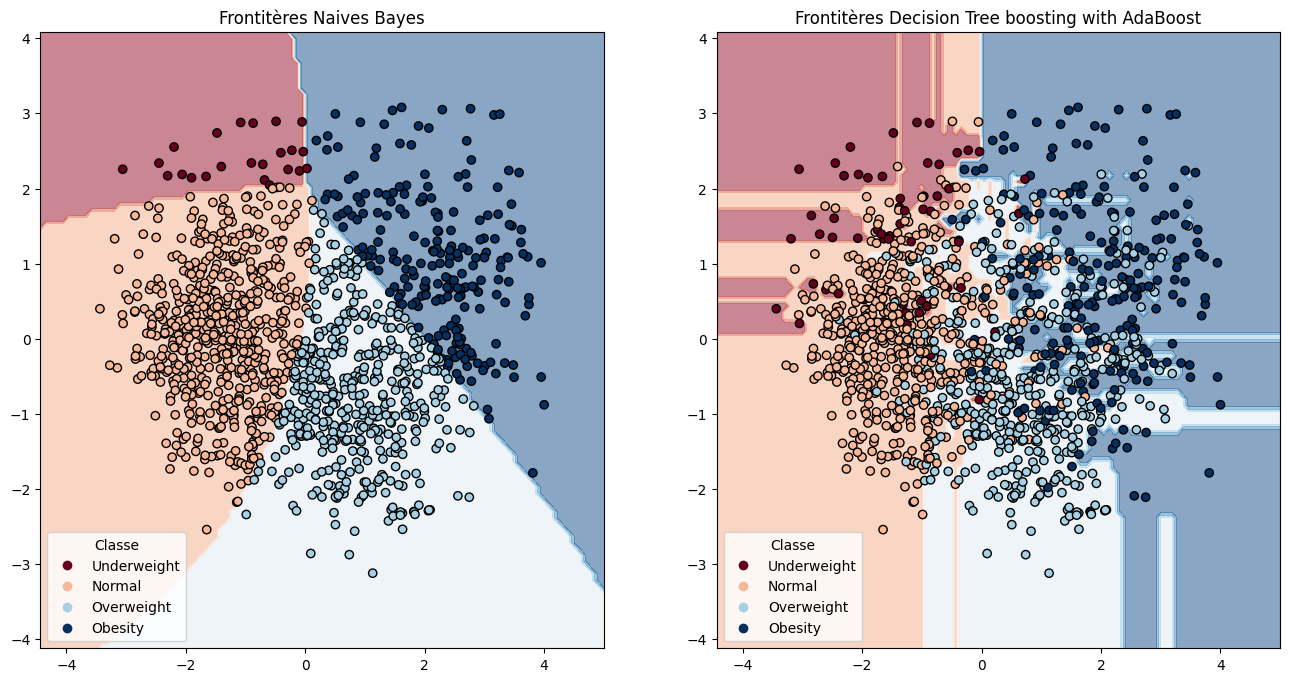 Frontitères Naives Bayes
4
3
2
1
0
−1
−2
−3
−4
−4
−2
0
2
4
Classe
Underweight
Normal
Overweight
Obesity
Frontitères Decision Tree boosting with AdaBoost
4
3
2
1
0
−1
−2
−3
−4
−4
−2
0
2
4
Classe
Underweight
Normal
Overweight
Obesity